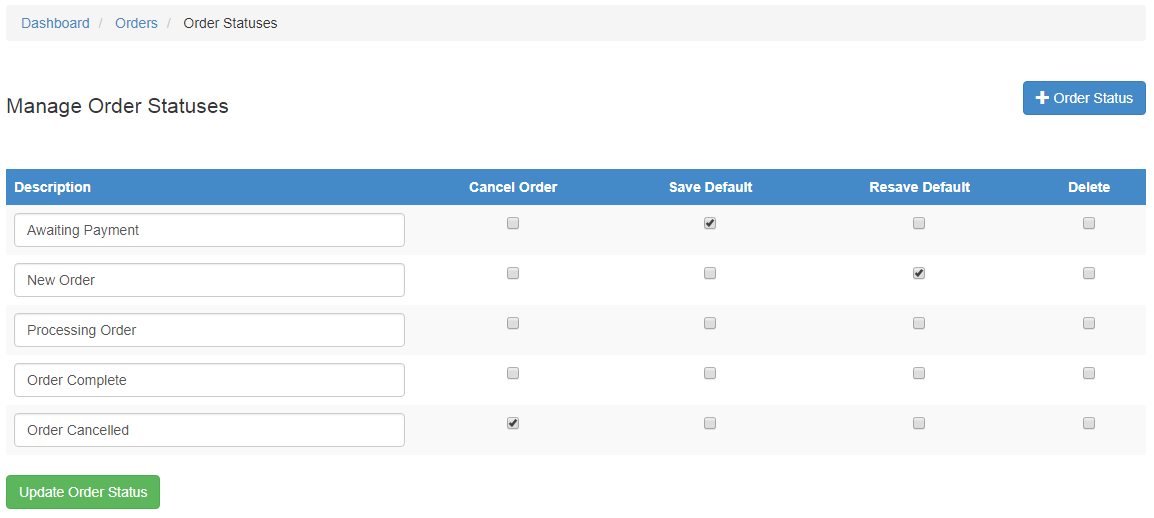 Dashboard / Orders / Order Statuses
Manage Order Statuses
+ Order Status
Description Cancel Order Save Default Resave Default Delete
Awaiting Payment
New Order
Processing Order
Order Complete
Order Cancelled
Update Order Status